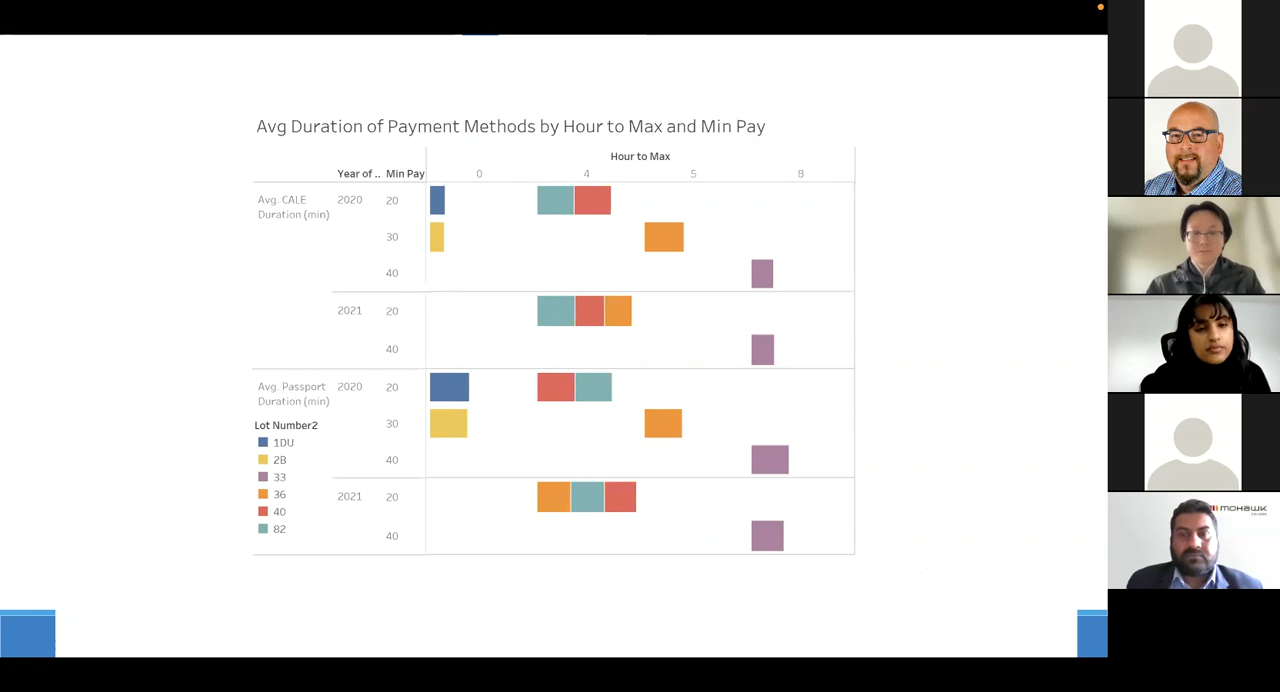 Avg Duration of Payment Methods by Hour to Max and Min Pay
Hour to Max
Year of .. Min Pay 0 4 5 8
Avg. CALE 2020 20
Duration (min)
30
40
2021 20
40
Avg. Passport 2020 20
Duration (min)
30
40
2021 20
40
Lot Number2
1DU
2B
33
36
40
82
mohawk